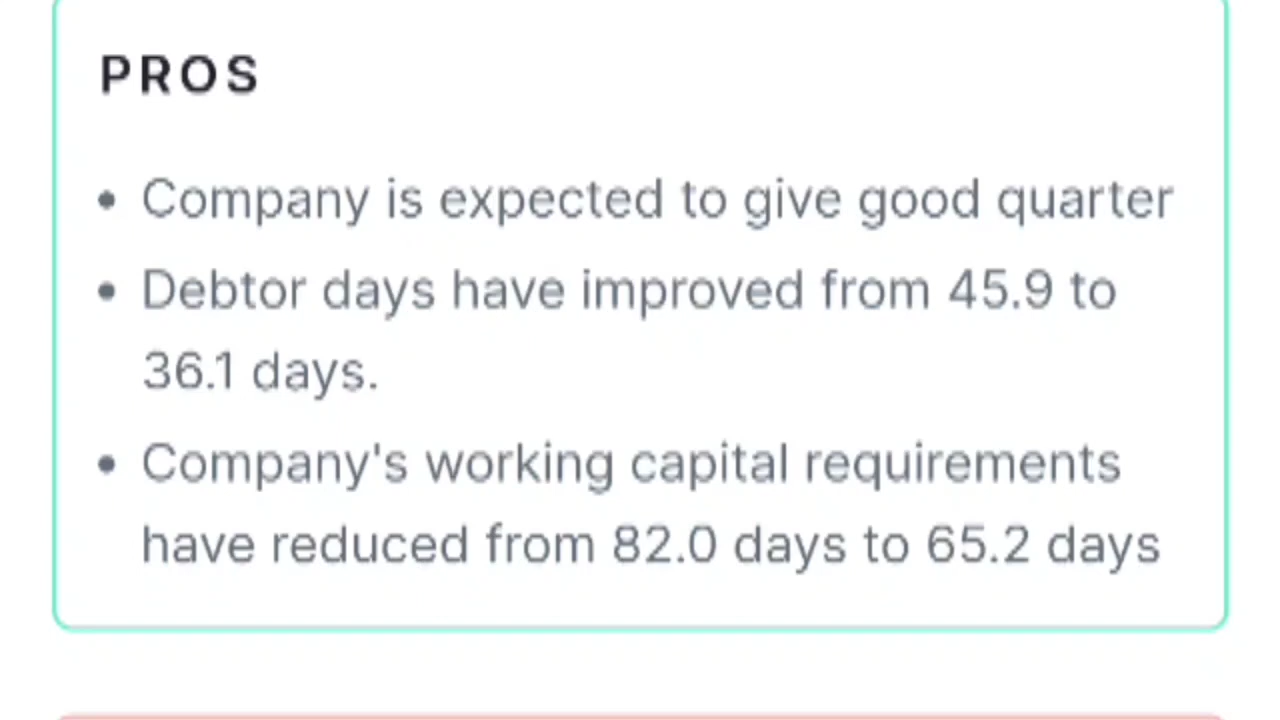 PROS
• Company is expected to give good quarter
• Debtor days have improved from 45.9 to
36.1 days.
• Company's working capital requirements
have reduced from 82.0 days to 65.2 days